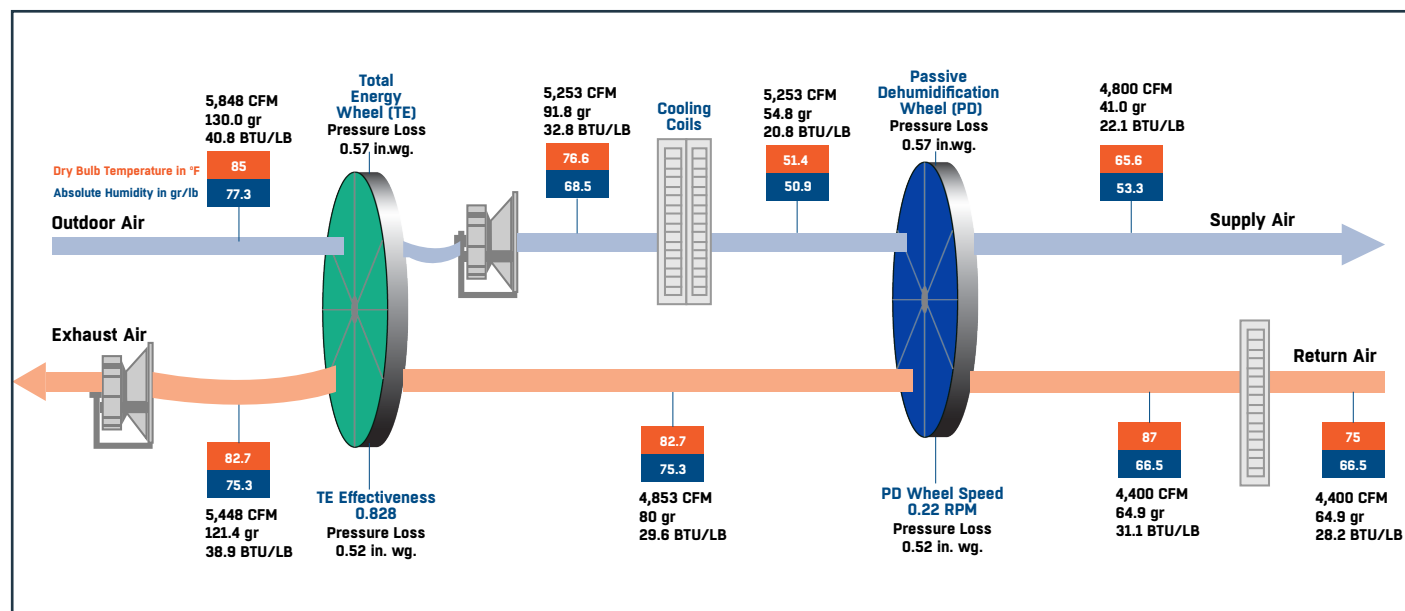 Total
Energy
Wheel (TE)
Pressure Loss
0.57 in.wg.
5,848 CFM
130.0 gr
40.8 BTU/LB
85
77.3
Dry Bulb Temperature in °F
Absolute Humidity in gr/lb
Outdoor Air
5,253 CFM
91.8 gr
32.8 BTU/LB
76.6
68.5
Cooling
Coils
5,253 CFM
54.8 gr
20.8 BTU/LB
51.4
50.9
Passive
Dehumidification
Wheel (PD)
Pressure Loss
0.57 in.wg.
4,800 CFM
41.0 gr
22.1 BTU/LB
65.6
53.3
Supply Air
Exhaust Air
Return Air
82.7
75.3
5,448 CFM
121.4 gr
38.9 BTU/LB
TE Effectiveness
0.828
Pressure Loss
0.52 in. wg.
82.7
75.3
4,853 CFM
80 gr
29.6 BTU/LB
PD Wheel Speed
0.22 RPM
Pressure Loss
0.52 in. wg.
87
66.5
4,400 CFM
64.9 gr
31.1 BTU/LB
75
66.5
4,400 CFM
64.9 gr
28.2 BTU/LB